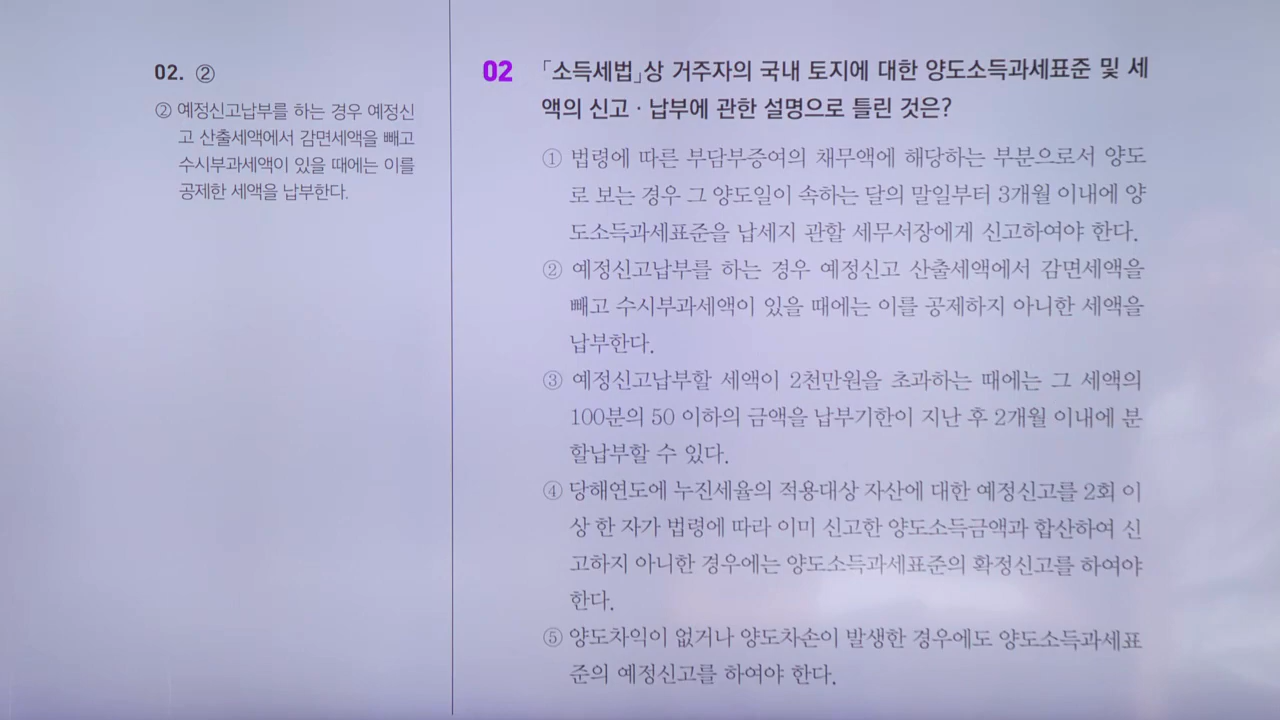 02. ②
② 예정신고납부를 하는 경우 예정신
고 산출세액에서 감면세액을 빼고
수시부과세액이 있을 때에는 이를
공제한 세액을 납부한다.
02 「소득세법」상 거주자의 국내 토지에 대한 양도소득과세표준 및 세
액의 신고 · 납부에 관한 설명으로 틀린 것은?
① 법령에 따른 부담부증여의 채무액에 해당하는 부분으로서 양도
로 보는 경우 그 양도일이 속하는 달의 말일부터 3개월 이내에 양
도소득과세표준을 납세지 관할 세무서장에게 신고하여야 한다.
② 예정신고납부를 하는 경우 예정신고 산출세액에서 감면세액을
빼고 수시부과세액이 있을 때에는 이를 공제하지 아니한 세액을
납부한다.
③ 예정신고납부할 세액이 2천만원을 초과하는 때에는 그 세액의
100분의 50 이하의 금액을 납부기한이 지난 후 2개월 이내에 분
할납부할 수 있다.
④ 당해연도에 누진세율의 적용대상 자산에 대한 예정신고를 2회 이
상 한 자가 법령에 따라 이미 신고한 양도소득금액과 합산하여 신
고하지 아니한 경우에는 양도소득과세표준의 확정신고를 하여야
한다.
⑤ 양도차익이 없거나 양도차손이 발생한 경우에도 양도소득과세표
준의 예정신고를 하여야 한다.